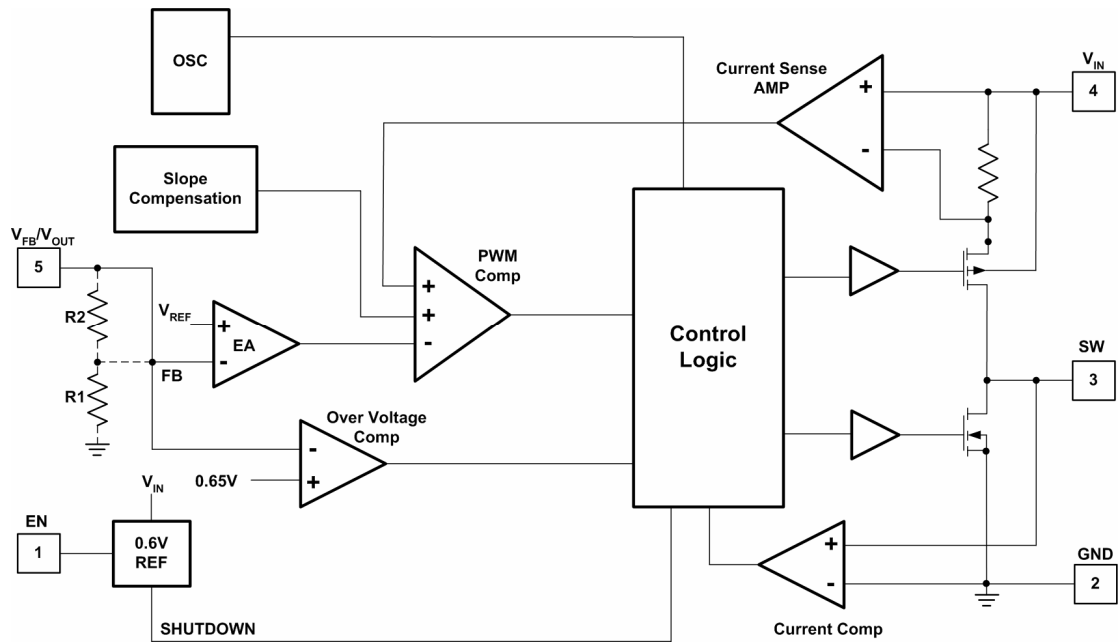 OSC
Current Sense
AMP
+
-
V_IN
4
Slope
Compensation
V_FB/V_OUT
5
PWM
Comp
+
+
-
R2
V_REF
+
EA
-
FB
R1
Control
Logic
SW
3
Over Voltage
Comp
-
+
0.65V
V_IN
EN
1
0.6V
REF
+
-
GND
2
SHUTDOWN
Current Comp